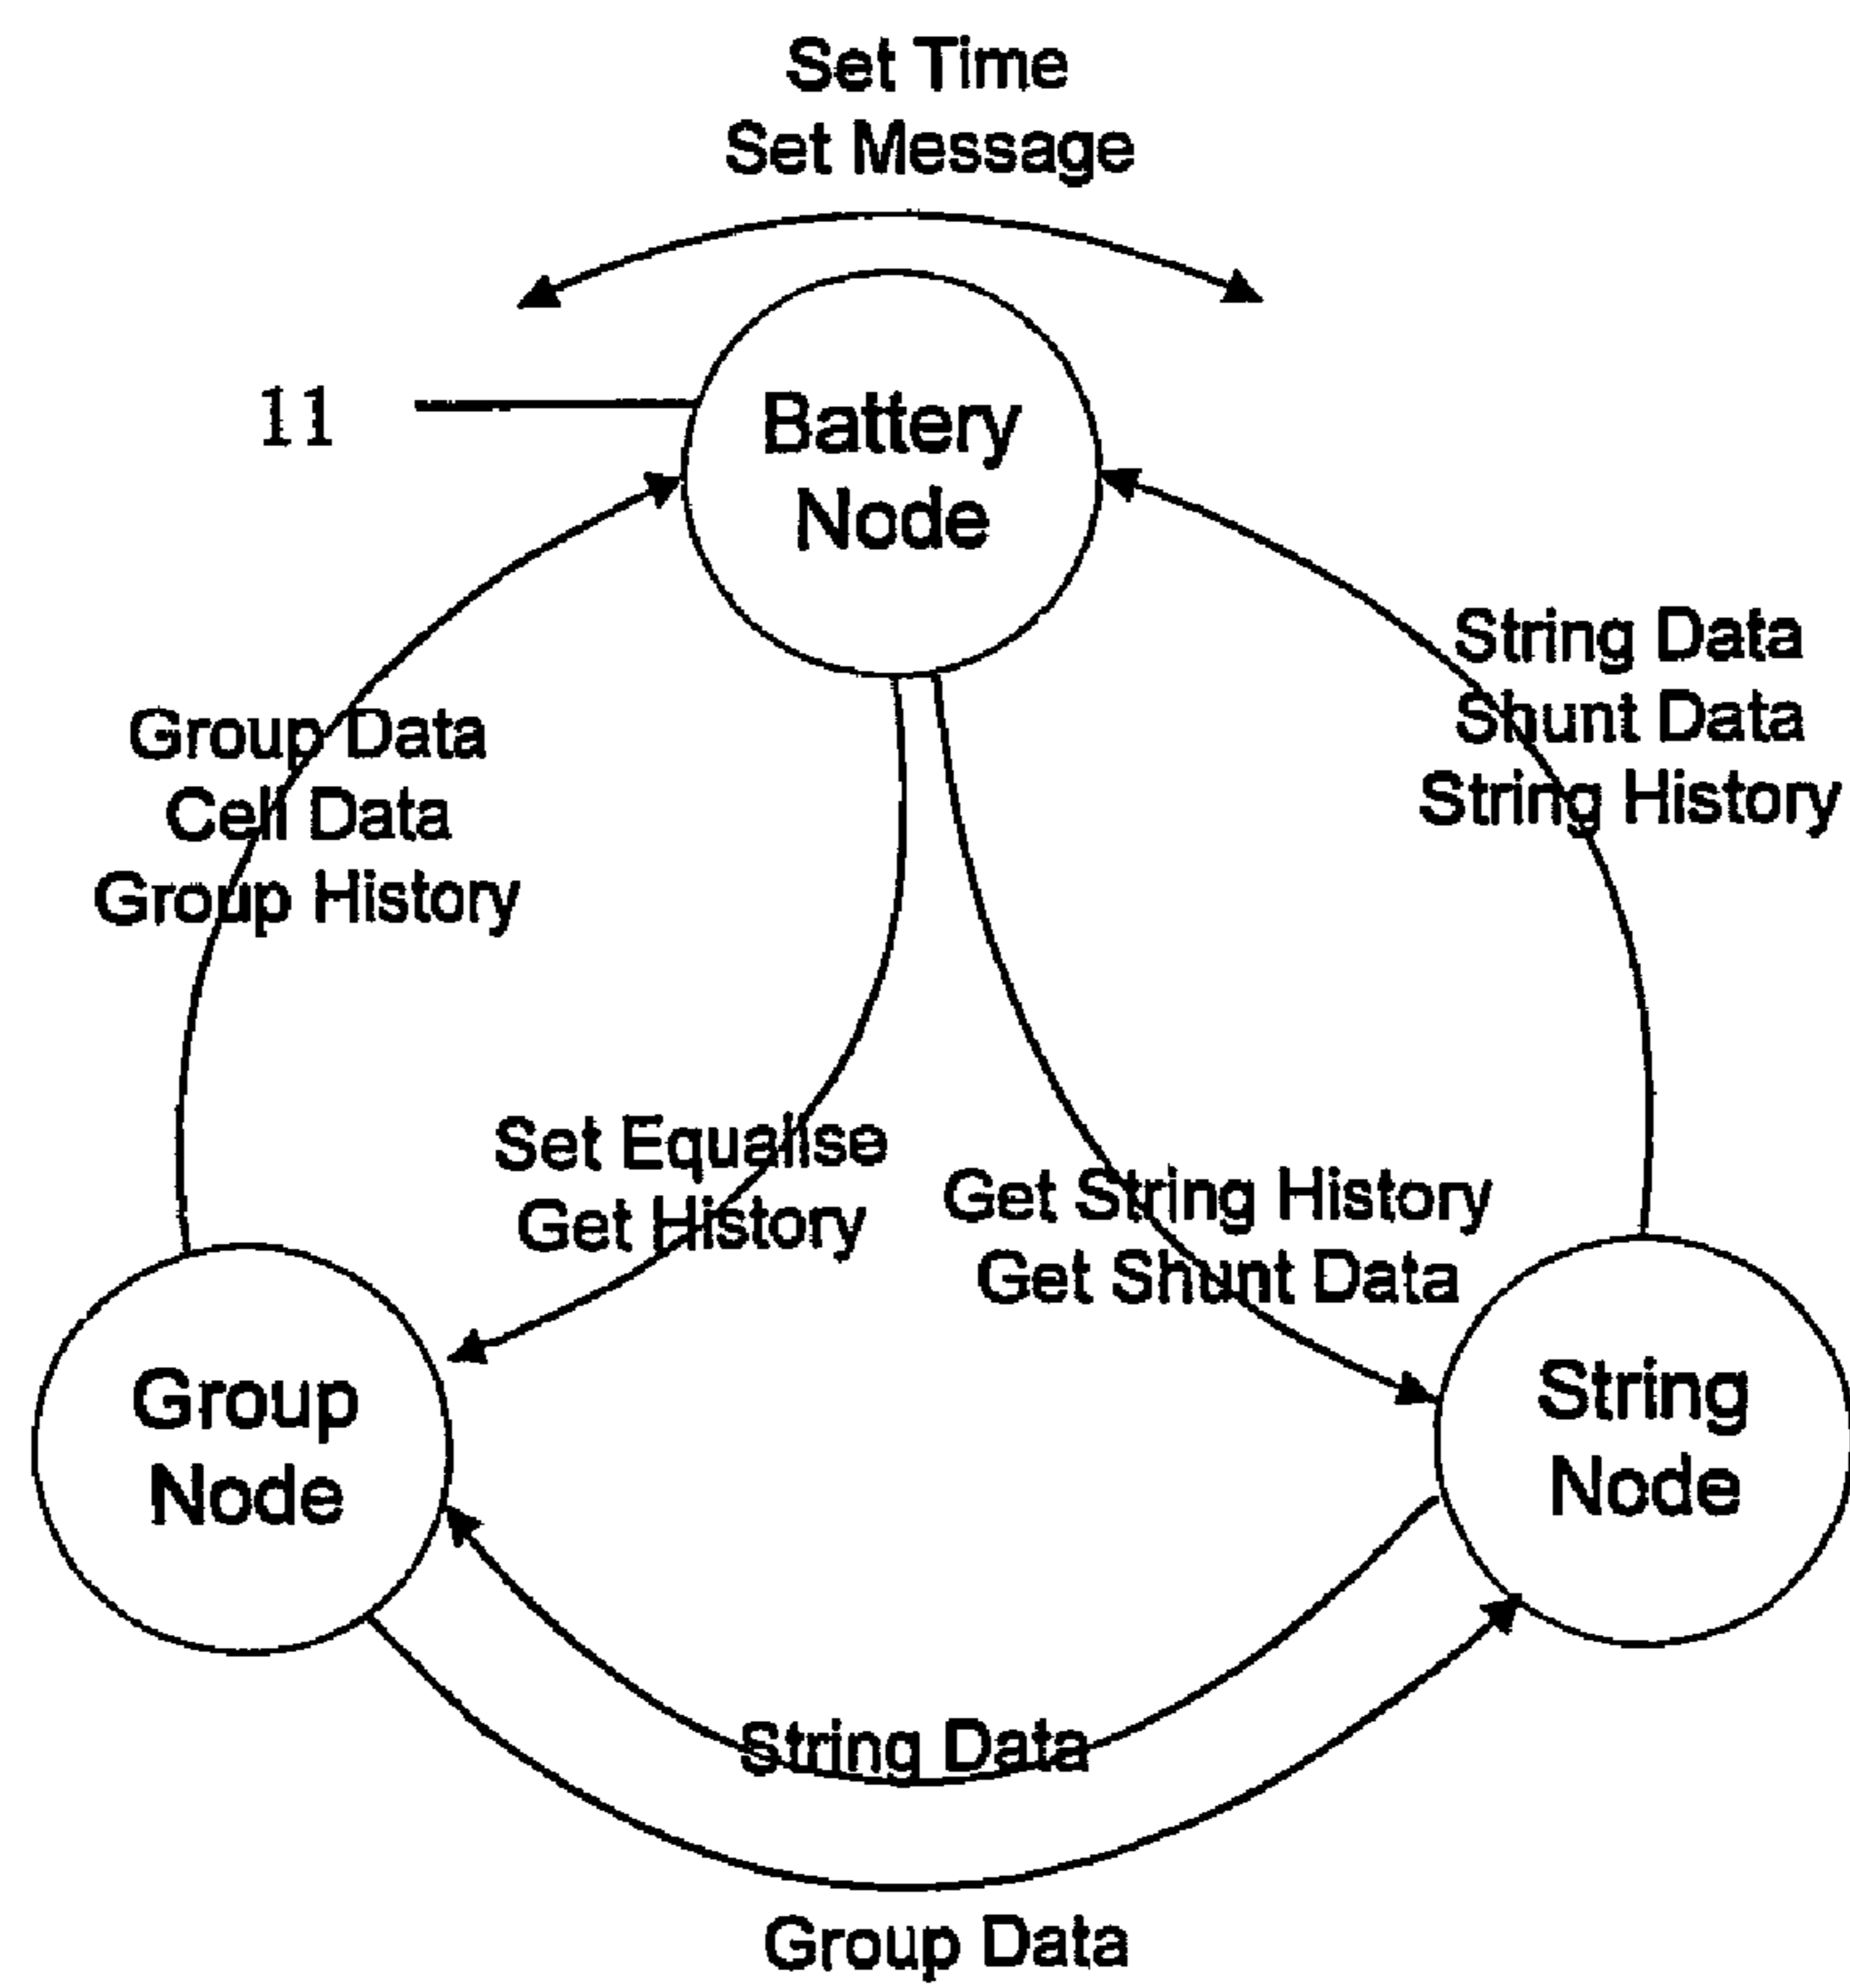 Set Time
Set Message
11
Battery
Node
String Data
Shunt Data
String History
Group Data
Cell Data
Group History
Set Equalise
Get History
Get String History
Get Shunt Data
Group
Node
String
Node
String Data
Group Data